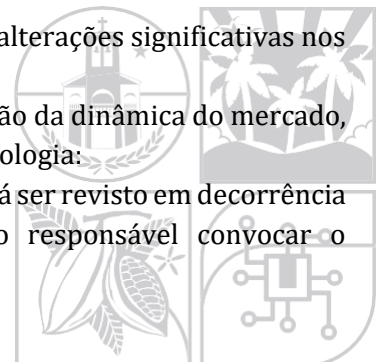 alterações significativas nos
ão da dinâmica do mercado,
ologia:
á ser revisto em decorrência
o responsável convocar o